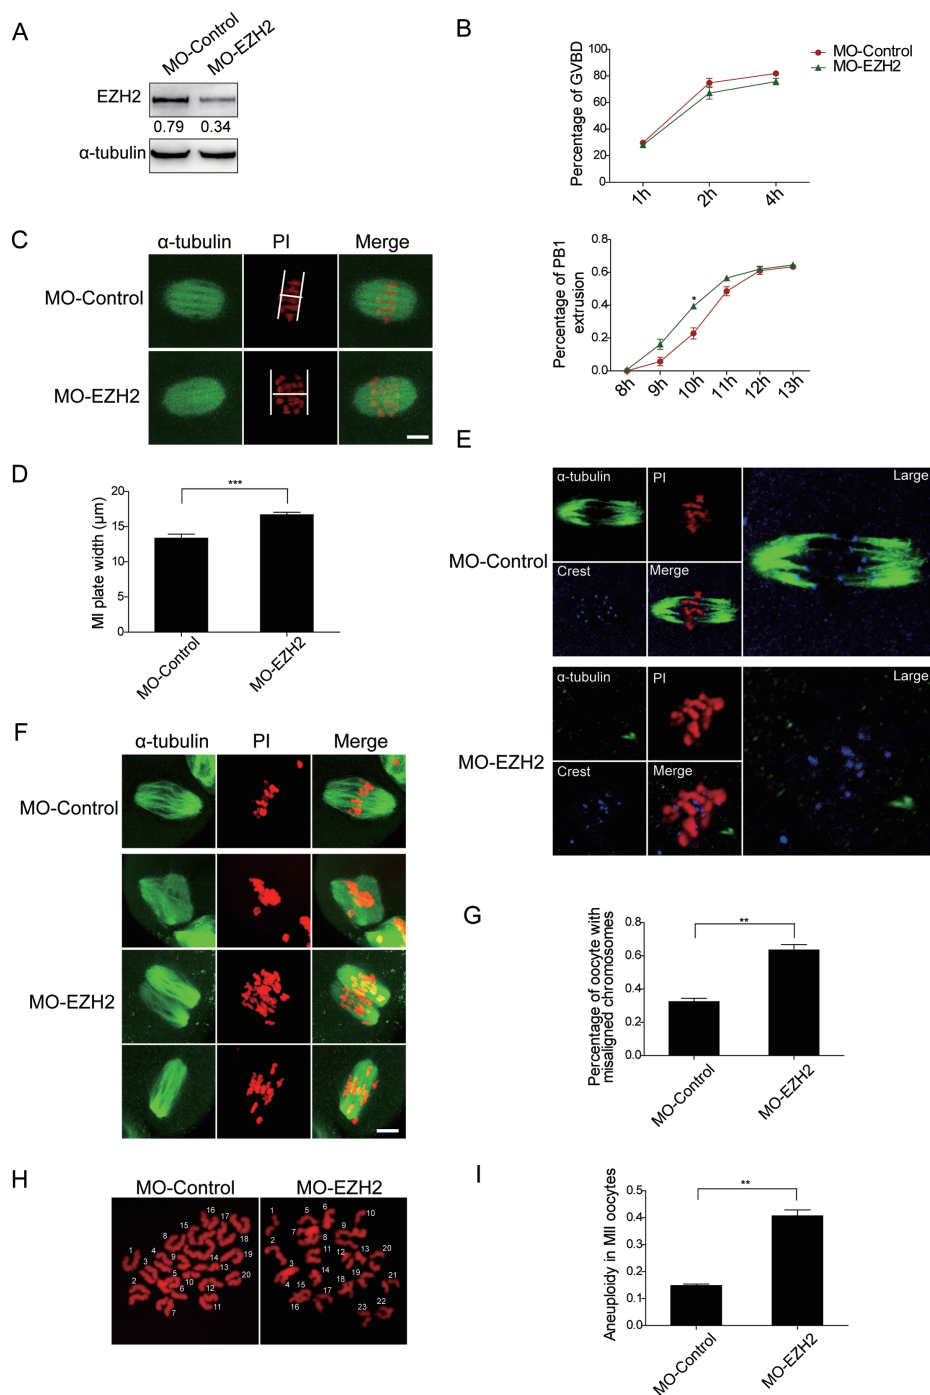 A
MO-Control
MO-EZH2
EZH2
0.79 0.34
α-tubulin
B
Percentage of GVBD
100
80
60
40
20
0
1h 2h 4h
MO-Control
MO-EZH2
Percentage of PB1
extrusion
0.8
0.6
0.4
0.2
0.0
*
8h 9h 10h 11h 12h 13h
C
α-tubulin PI Merge
MO-Control
MO-EZH2
D
MI plate width (μm)
20
15
10
5
0
***
MO-Control
MO-EZH2
E
MO-Control
α-tubulin PI Large
Crest Merge
MO-EZH2
α-tubulin PI Large
Crest Merge
F
α-tubulin PI Merge
MO-Control
MO-EZH2
G
Percentage of oocyte with
misaligned chromosomes
0.8
0.6
0.4
0.2
0.0
**
MO-Control
MO-EZH2
H
MO-Control MO-EZH2
1 2 3 4 5 6 7 8 9 10 11 12 13 14 15 16 17 18 19 20
1 2 3 4 5 6 7 8 9 10 11 12 13 14 15 16 17 18 19 20 21 22 23
I
Aneuploidy in MII oocytes
0.5
0.4
0.3
0.2
0.1
0.0
**
MO-Control
MO-EZH2